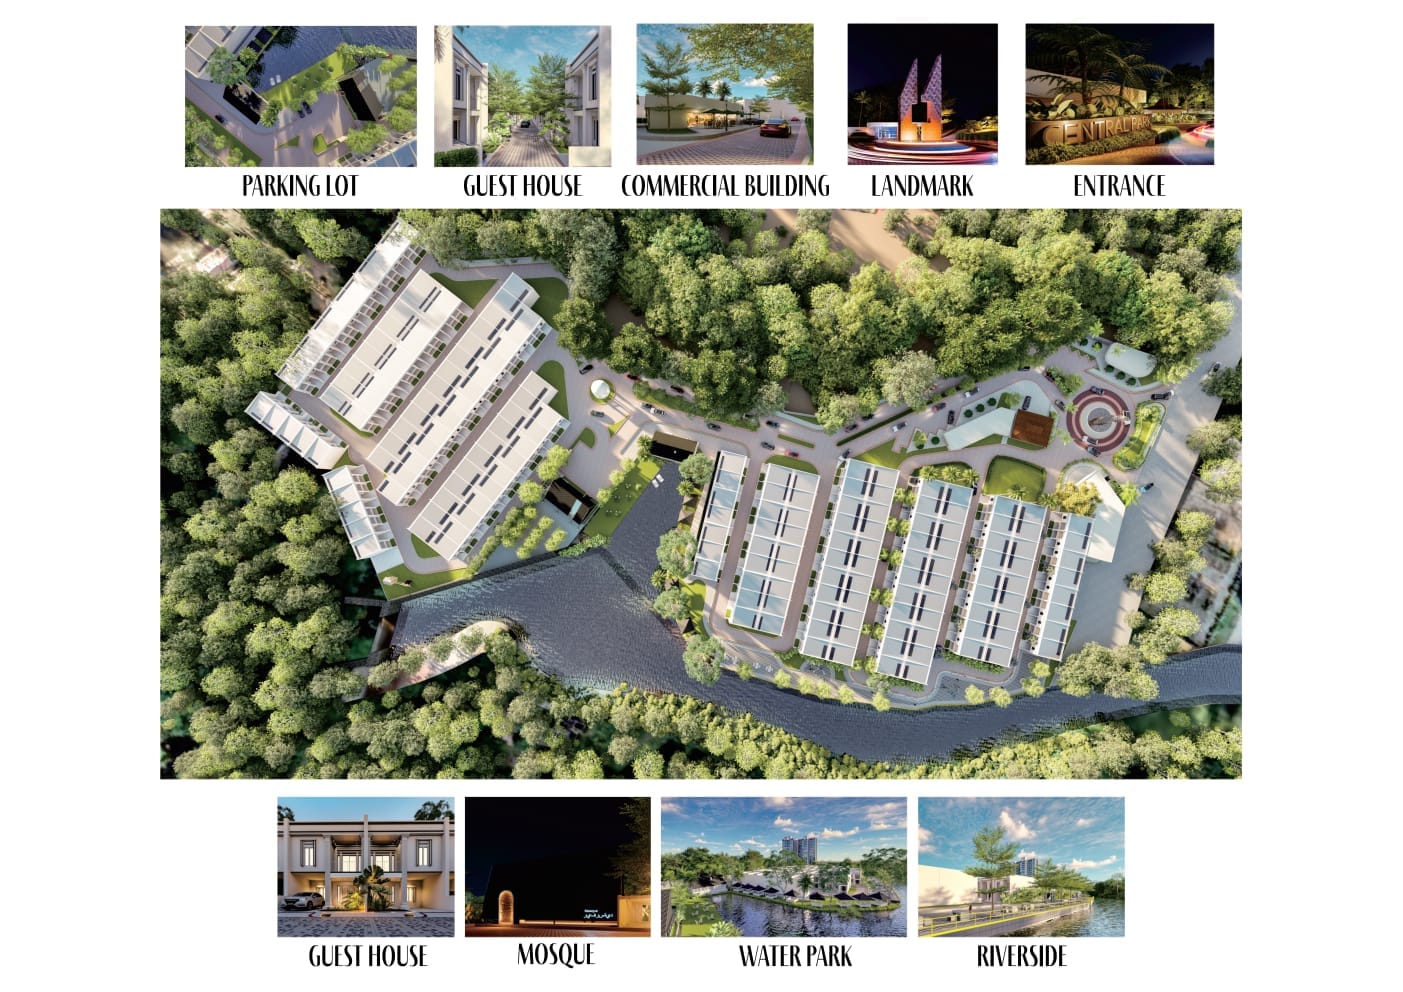 CENTRAL PARK
PARKING LOT
GUEST HOUSE
COMMERCIAL BUILDING
LANDMARK
ENTRANCE
GUEST HOUSE
MOSQUE
WATER PARK
RIVERSIDE